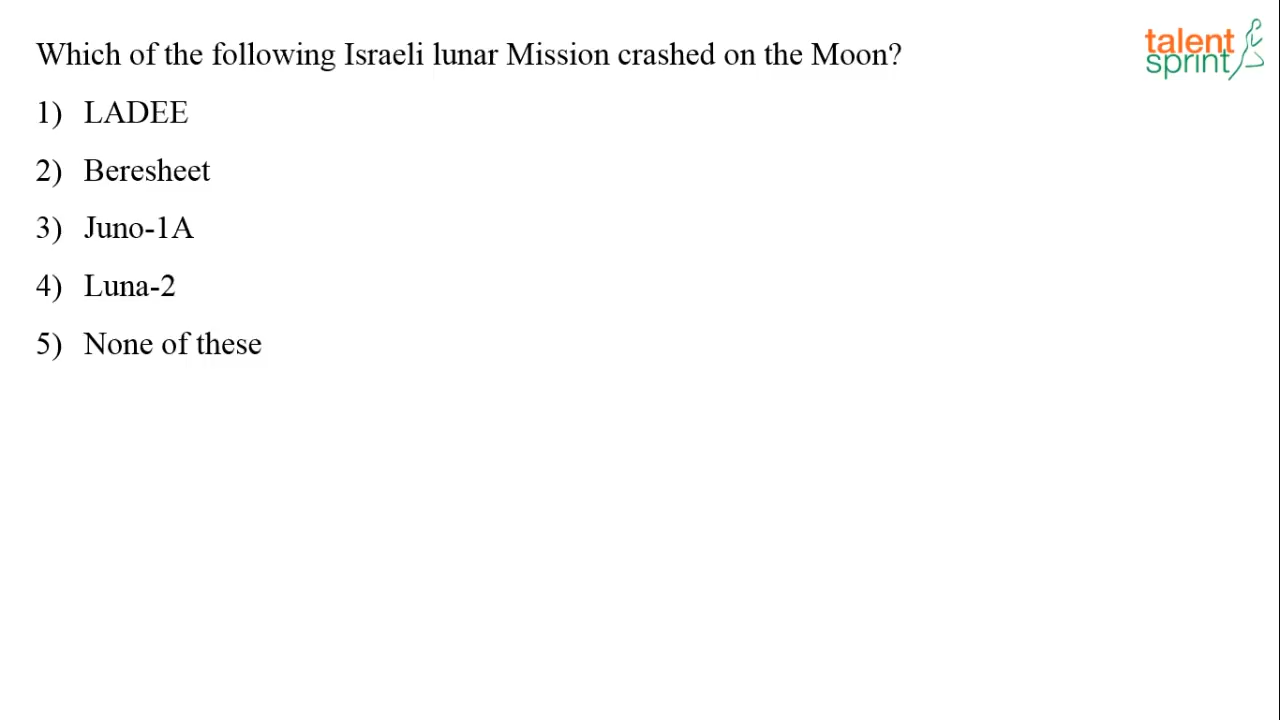 Which of the following Israeli lunar Mission crashed on the Moon?
talent
sprint
1) LADEE
2) Beresheet
3) Juno-1A
4) Luna-2
5) None of these